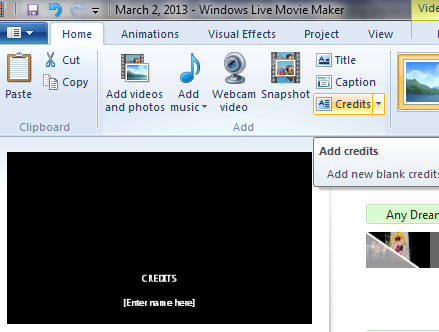 March 2, 2013 - Windows Live Movie Maker
Home Animations Visual Effects Project View
Paste
Cut
Copy
Clipboard
Add videos and photos
Add music
Webcam video
Snapshot
Title
Caption
Credits
Add
Add credits
Add new blank credits
CREDITS
[Enter name here]
Any